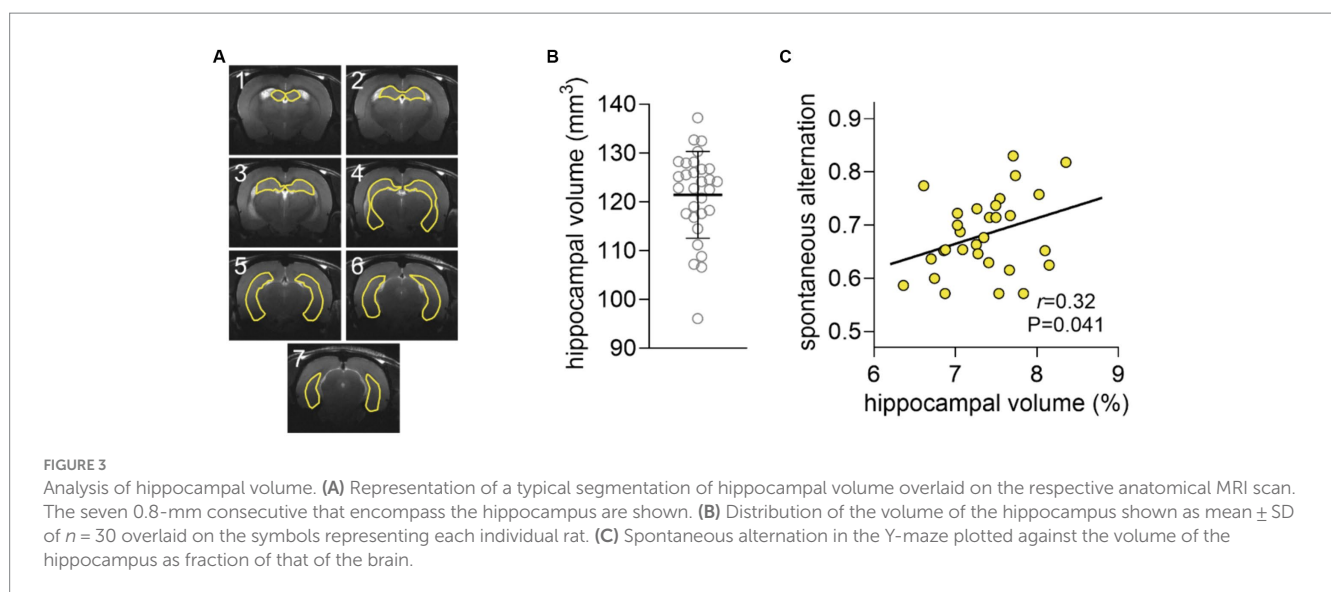 A
B
C
1
2
3
4
5
6
7
hippocampal volume (mm³)
140
130
120
110
100
90
spontaneous alternation
0.9
0.8
0.7
0.6
0.5
r=0.32
P=0.041
6
7
8
9
hippocampal volume (%)
FIGURE 3
Analysis of hippocampal volume. (A) Representation of a typical segmentation of hippocampal volume overlaid on the respective anatomical MRI scan.
The seven 0.8-mm consecutive that encompass the hippocampus are shown. (B) Distribution of the volume of the hippocampus shown as mean ± SD
of n = 30 overlaid on the symbols representing each individual rat. (C) Spontaneous alternation in the Y-maze plotted against the volume of the
hippocampus as fraction of that of the brain.